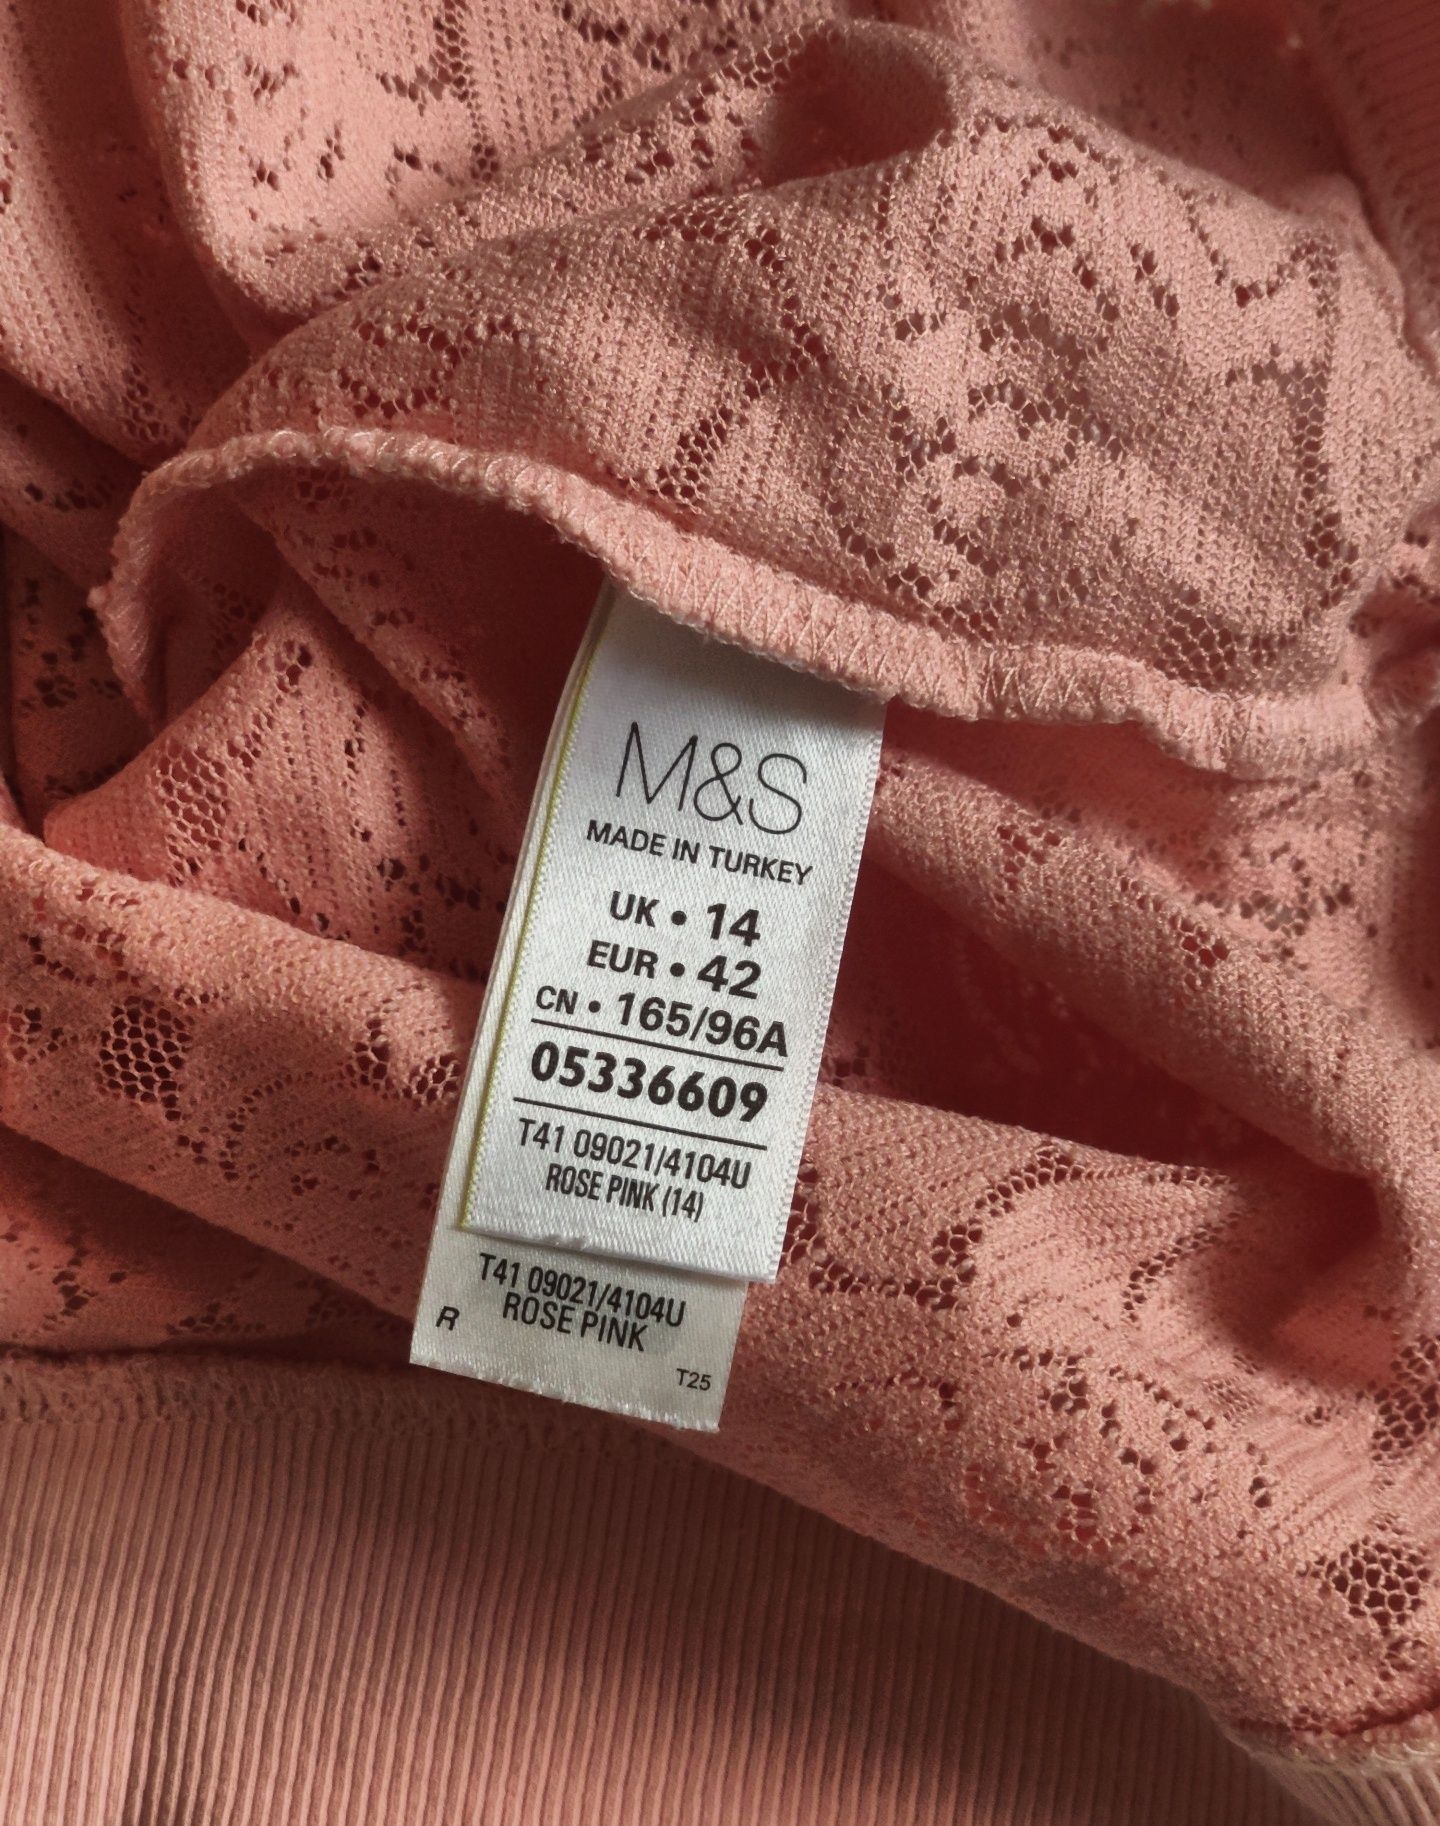 M&S
MADE IN TURKEY
UK • 14
EUR • 42
CN • 165/96A
05336609
T41 09021/4104U
ROSE PINK (14)
T41 09021/4104U
ROSE PINK
R
T25